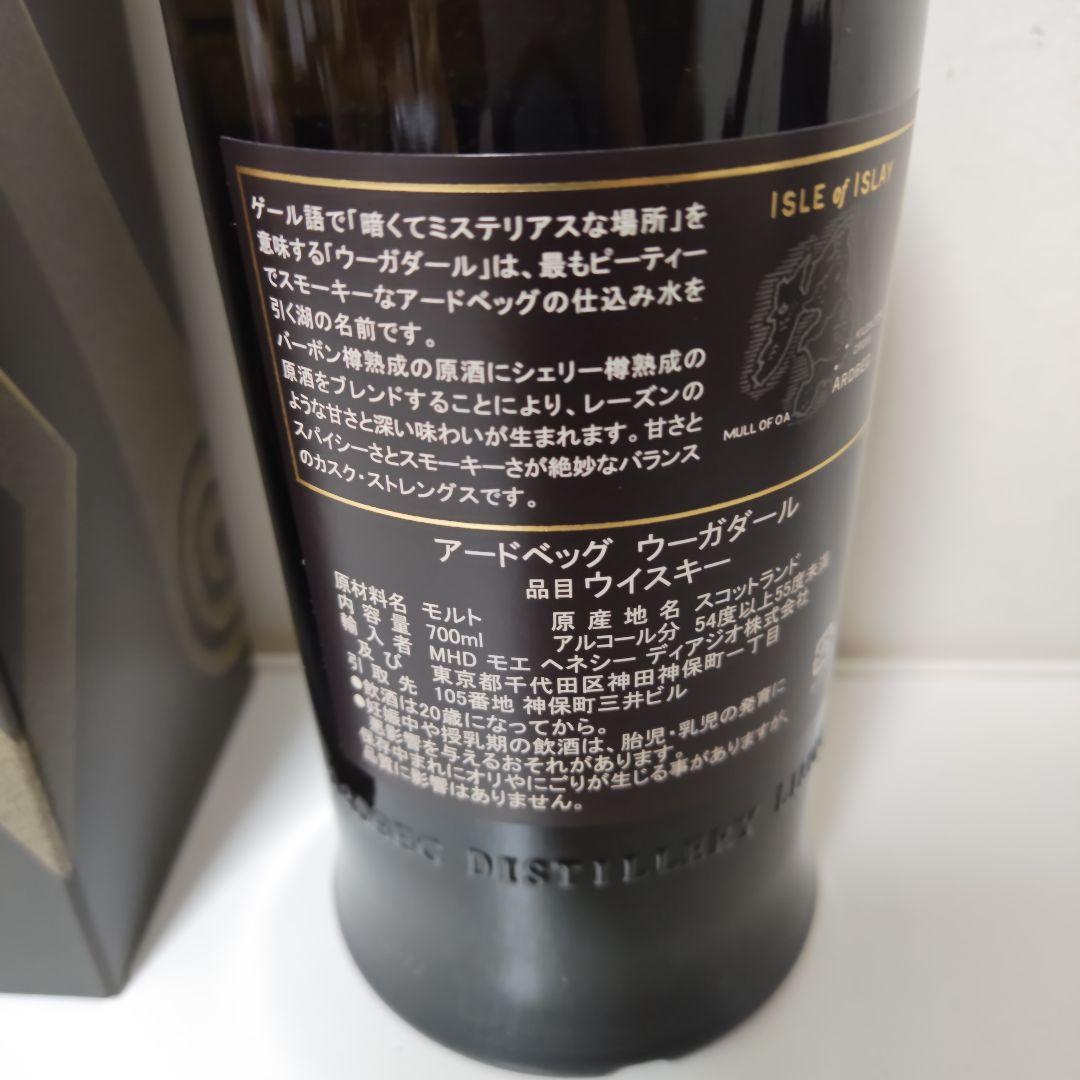 ゲール語で「暗くてミステリアスな場所」を
意味する「ウーガダール」は、最もピーティー
でスモーキーなアードベッグの仕込み水を
引く湖の名前です。
バーボン樽熟成の原酒にシェリー樽熟成の
原酒をブレンドすることにより、レーズンの
ような甘さと深い味わいが生まれます。甘さと
スパイシーさとスモーキーさが絶妙なバランス
のカスク・ストレングスです。
ISLE of ISLAY
ARDBEG
MULL OF OA
アードベッグ ウーガダール
品目 ウイスキー
原材料名 モルト 原産地名 スコットランド
内容量 700ml アルコール分 54度以上55度未満
輸入者 MHD モエ ヘネシー ディアジオ株式会社
及び 東京都千代田区神田神保町一丁目
引取先 105番地 神保町三井ビル
●飲酒は20歳になってから。
●妊娠中や授乳期の飲酒は、胎児・乳児の発育に
悪影響を与えるおそれがあります。
保存中まれにオリやにごりが生じる事がありますが、
品質に影響はありません。
DISTILLERY